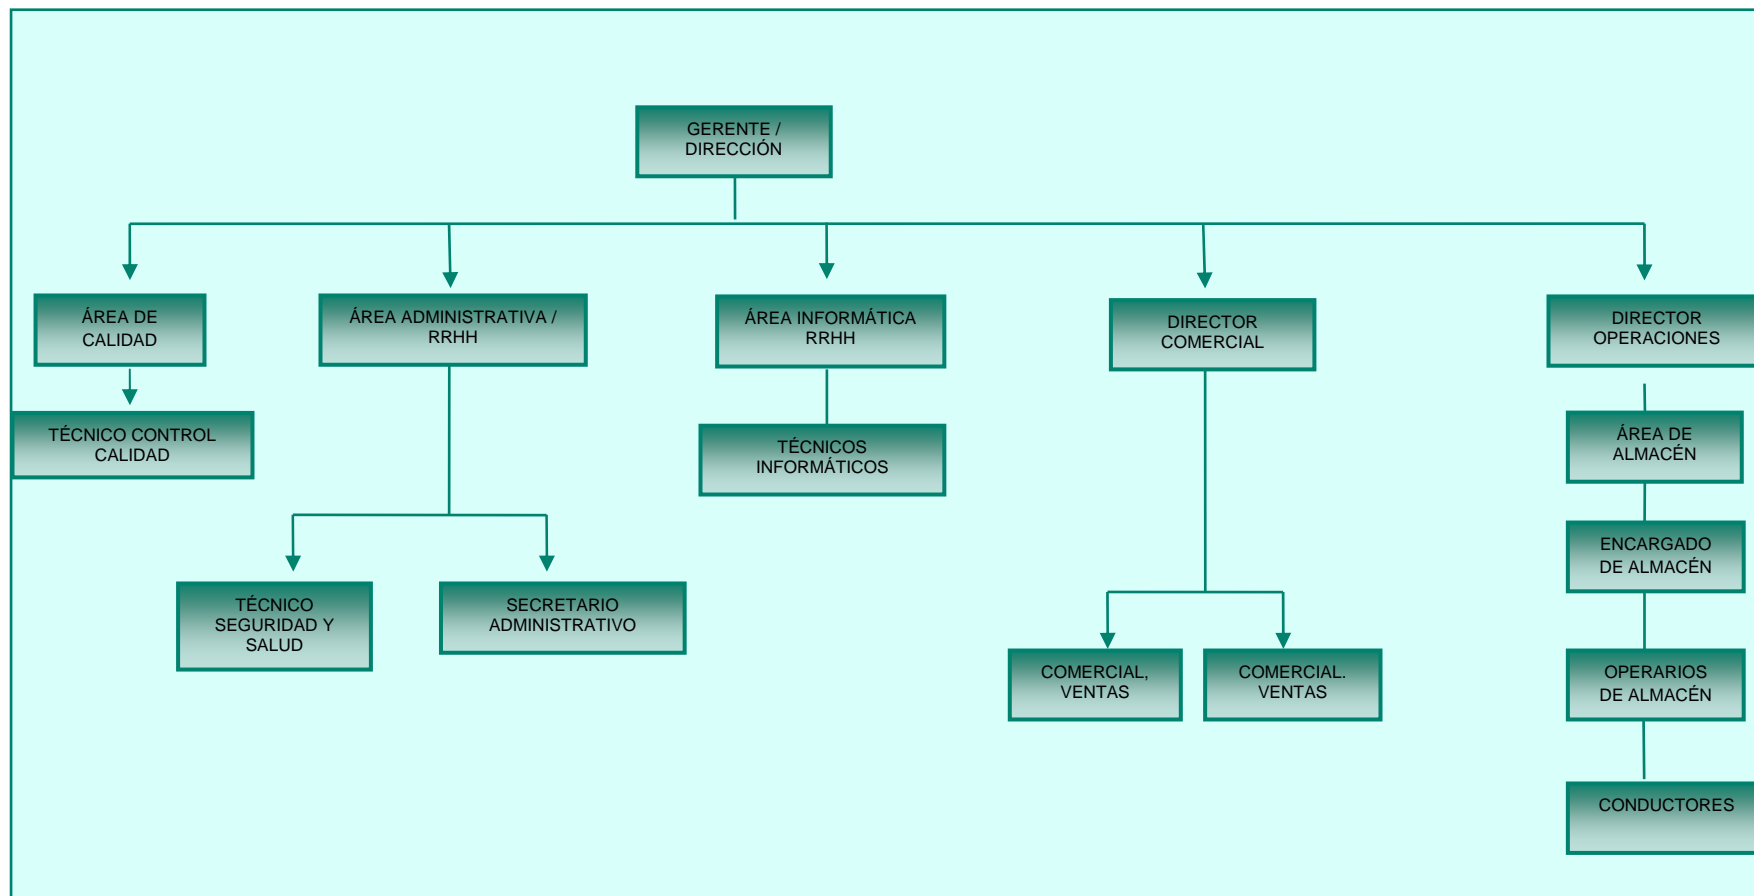 GERENTE /
DIRECCIÓN
ÁREA DE
CALIDAD
ÁREA ADMINISTRATIVA /
RRHH
ÁREA INFORMÁTICA
RRHH
DIRECTOR
COMERCIAL
DIRECTOR
OPERACIONES
TÉCNICO CONTROL
CALIDAD
TÉCNICOS
INFORMÁTICOS
ÁREA DE
ALMACÉN
ENCARGADO
DE ALMACÉN
TÉCNICO
SEGURIDAD Y
SALUD
SECRETARIO
ADMINISTRATIVO
COMERCIAL,
VENTAS
COMERCIAL.
VENTAS
OPERARIOS
DE ALMACÉN
CONDUCTORES